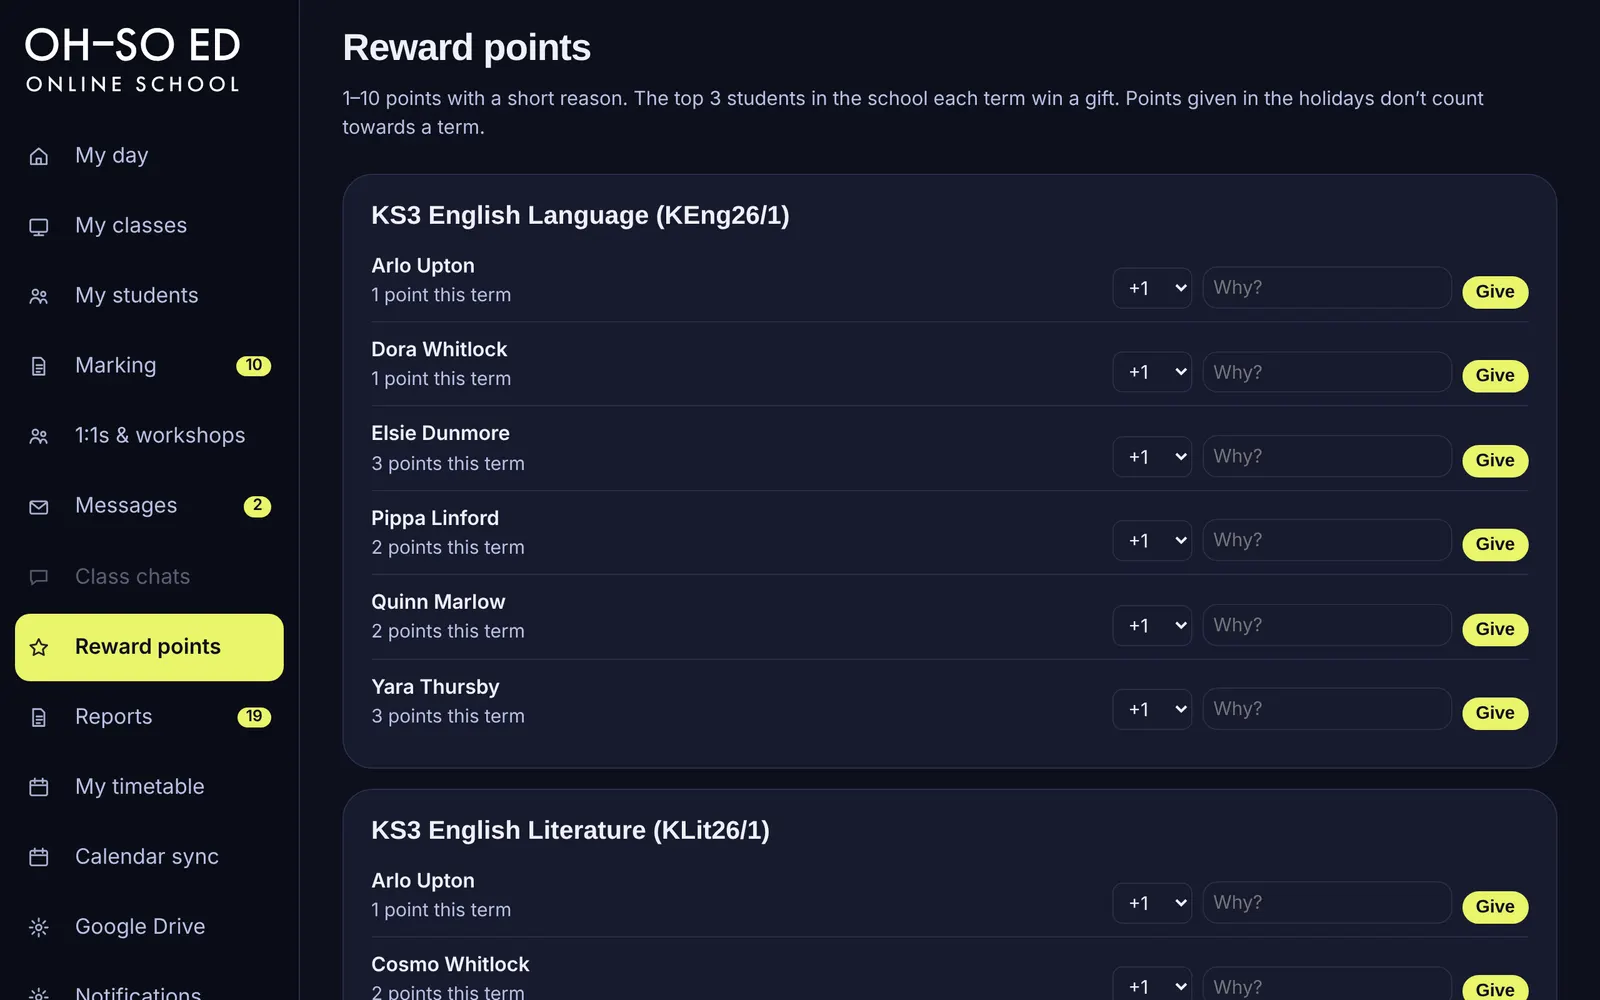 OH-SO ED
ONLINE SCHOOL
My day
My classes
My students
Marking 10
1:1s & workshops
Messages 2
Class chats
Reward points
Reports 19
My timetable
Calendar sync
Google Drive
Notifications
Reward points
1–10 points with a short reason. The top 3 students in the school each term win a gift. Points given in the holidays don’t count
towards a term.
KS3 English Language (KEng26/1)
Arlo Upton
1 point this term
+1 Why? Give
Dora Whitlock
1 point this term
+1 Why? Give
Elsie Dunmore
3 points this term
+1 Why? Give
Pippa Linford
2 points this term
+1 Why? Give
Quinn Marlow
2 points this term
+1 Why? Give
Yara Thursby
3 points this term
+1 Why? Give
KS3 English Literature (KLit26/1)
Arlo Upton
1 point this term
+1 Why? Give
Cosmo Whitlock
2 points this term
+1 Why? Give